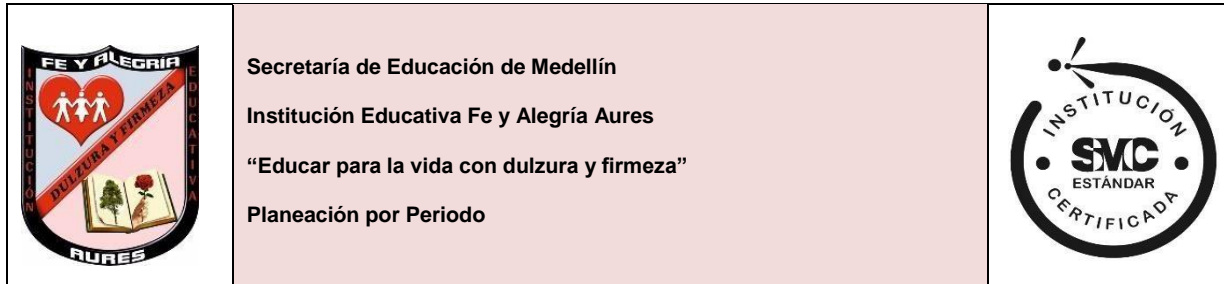 FE Y ALEGRÍA
INSTITUCIÓN
EDUCATIVA
DULZURA Y FIRMEZA
AURES
Secretaría de Educación de Medellín
Institución Educativa Fe y Alegría Aures
“Educar para la vida con dulzura y firmeza”
Planeación por Periodo
INSTITUCIÓN
SMC
ESTÁNDAR
CERTIFICADA